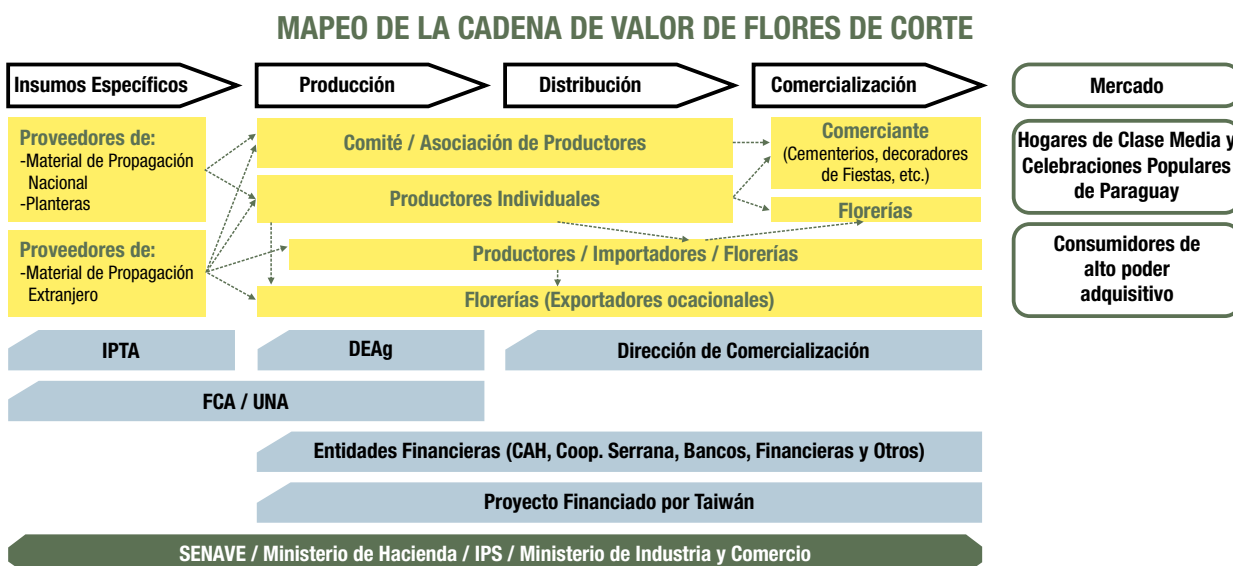 MAPEO DE LA CADENA DE VALOR DE FLORES DE CORTE
Insumos Específicos
Producción
Distribución
Comercialización
Mercado
Proveedores de:
-Material de Propagación
Nacional
-Planteras
Comité / Asociación de Productores
Comerciante
(Cementerios, decoradores
de Fiestas, etc.)
Hogares de Clase Media y
Celebraciones Populares
de Paraguay
Productores Individuales
Florerías
Proveedores de:
-Material de Propagación
Extranjero
Productores / Importadores / Florerías
Florerías (Exportadores ocacionales)
Consumidores de
alto poder
adquisitivo
IPTA
DEAg
Dirección de Comercialización
FCA / UNA
Entidades Financieras (CAH, Coop. Serrana, Bancos, Financieras y Otros)
Proyecto Financiado por Taiwán
SENAVE / Ministerio de Hacienda / IPS / Ministerio de Industria y Comercio